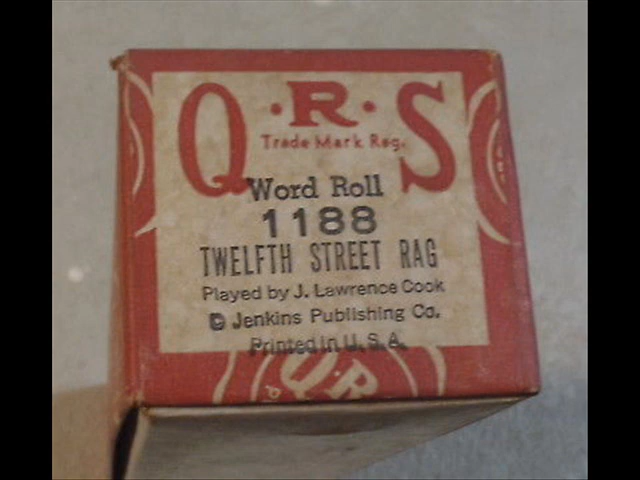 Q·R·S
Trade Mark Reg.
Word Roll
1188
TWELFTH STREET RAG
Played by J. Lawrence Cook
© Jenkins Publishing Co.
Printed in U. S. A.
Q·R